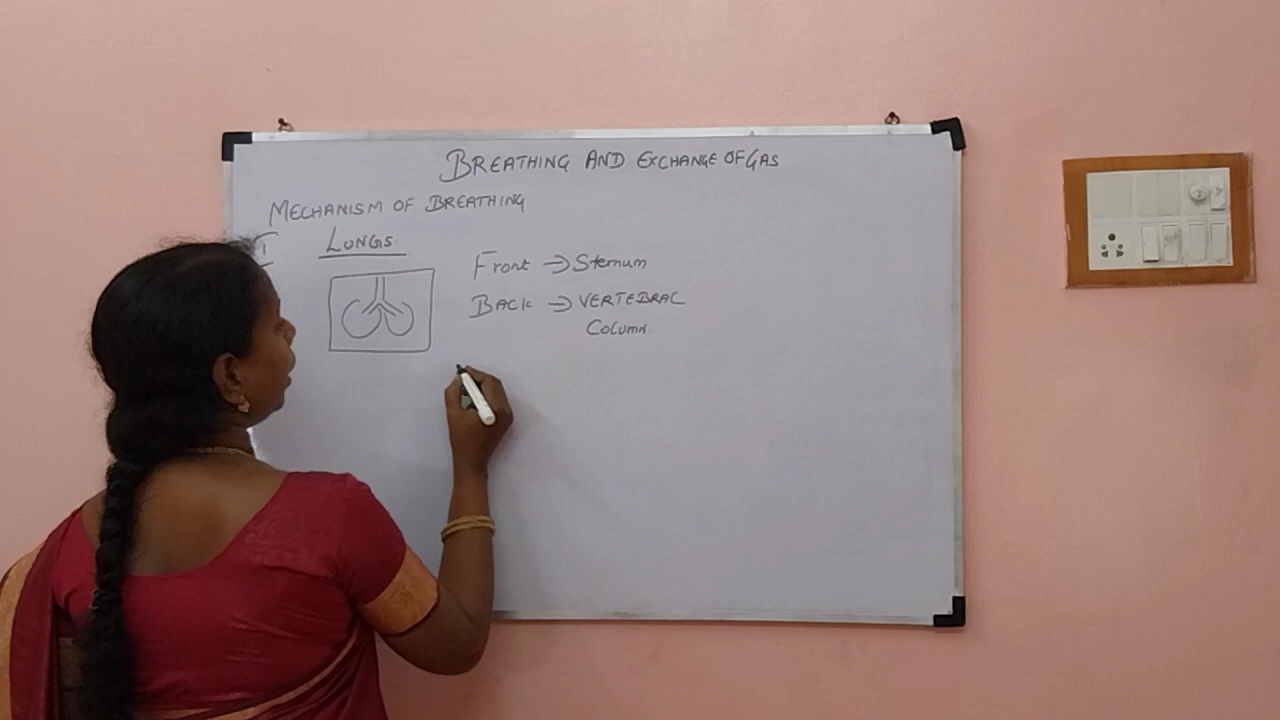 BREATHING AND EXCHANGE OF GAS
MECHANISM OF BREATHING
I LUNGS
Front → Sternum
BACK → VERTEBRAL
COLUMN